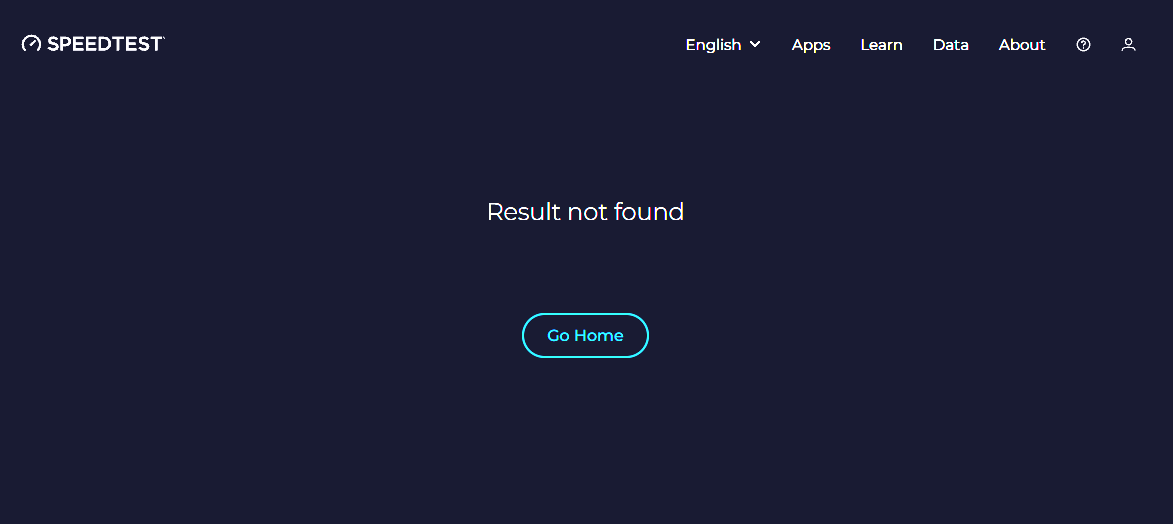 SPEEDTEST
English
Apps
Learn
Data
About
Result not found
Go Home